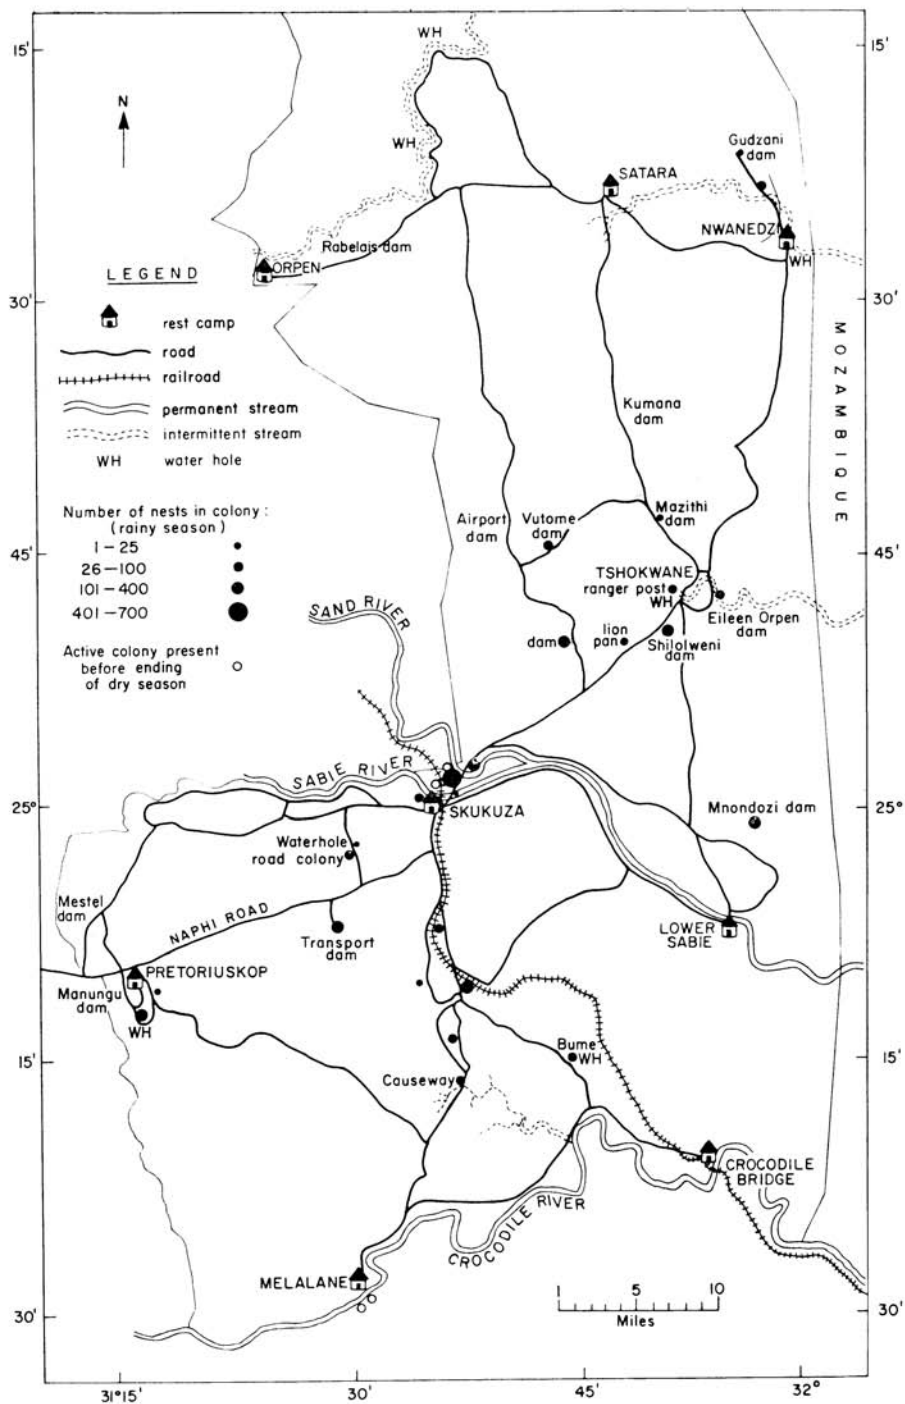 WH
15'
15'
N
Gudzani
dam
WH
SATARA
NWANEDZI
Rabelais dam
WH
ORPEN
LEGEND
30'
30'
rest camp
road
railroad
permanent stream
intermittent stream
WH water hole
MOZAMBIQUE
Kumana
dam
Number of nests in colony:
(rainy season)
1-25
26-100
101-400
401-700
Airport
dam
Vutome
dam
Mazithi
dam
45'
45'
TSHOKWANE
ranger post
WH
Eileen Orpen
dam
SAND RIVER
dam
lion
pan
Shilolweni
dam
Active colony present
before ending
of dry season
SABIE RIVER
25°
25°
SKUKUZA
Mnondozi dam
Waterhole
road colony
Mestel
dam
NAPHI ROAD
Transport
dam
LOWER
SABIE
PRETORIUSKOP
Manungu
dam
WH
15'
15'
Bume
WH
Causeway
CROCODILE
BRIDGE
CROCODILE RIVER
MELALANE
1 5 10
Miles
30'
30'
31°15' 30' 45' 32°